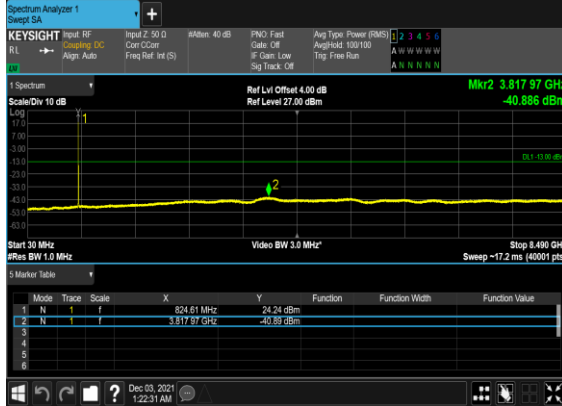 Spectrum Analyzer 1
Swept SA
+
KEYSIGHT
RL
Input: RF
Coupling: DC
Align: Auto
Input Z: 50 Ω
Corr CCorr
Freq Ref: Int (S)
#Atten: 40 dB
PNO: Fast
Gate: Off
IF Gain: Low
Sig Track: Off
Avg Type: Power (RMS)
Avg|Hold: 100/100
Trig: Free Run
1 2 3 4 5 6
A W W W W W
A N N N N N
1 Spectrum
Scale/Div 10 dB
Ref Lvl Offset 4.00 dB
Ref Level 27.00 dBm
Mkr2 3.817 97 GHz
-40.886 dBm
Log
17.0
7.00
-3.00
-13.0
-23.0
-33.0
-43.0
-53.0
-63.0
1
2
DL1 -13.00 dBm
Start 30 MHz
#Res BW 1.0 MHz
Video BW 3.0 MHz*
Stop 8.490 GHz
Sweep ~17.2 ms (40001 pts)
5 Marker Table
Mode Trace Scale X Y Function Function Width Function Value
1 N 1 f 824.61 MHz 24.24 dBm
2 N 1 f 3.817 97 GHz -40.89 dBm
3
4
5
6
?
Dec 03, 2021
1:22:31 AM